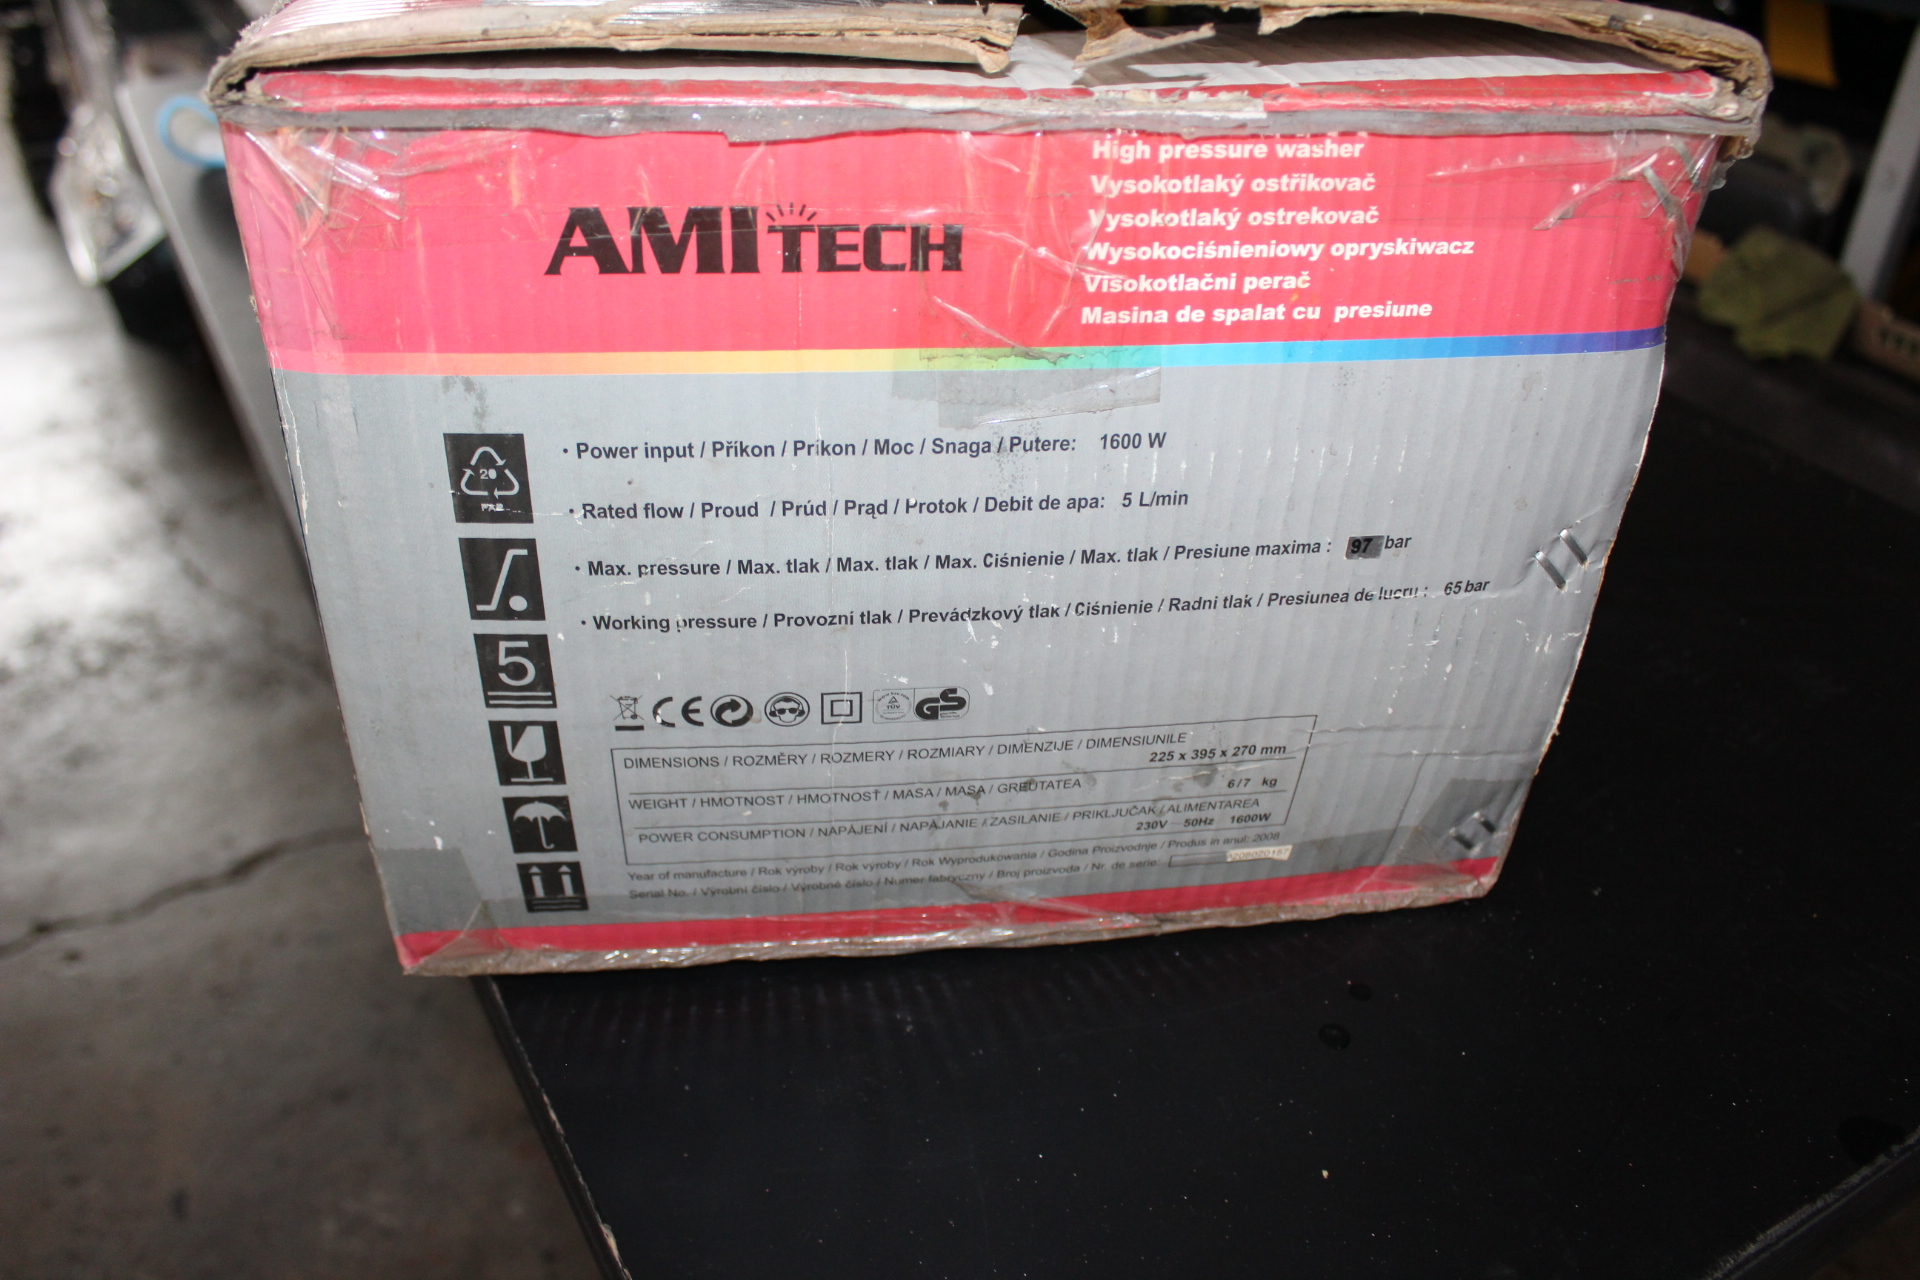 AMITECH
High pressure washer
Vysokotlaký ostřikovač
Vysokotlaký ostrekovač
Wysokociśnieniowy opryskiwacz
Visokotlačni perač
Masina de spalat cu presiune
20
PAP
5
• Power input / Příkon / Príkon / Moc / Snaga / Putere: 1600 W
• Rated flow / Proud / Prúd / Prąd / Protok / Debit de apa: 5 L/min
• Max. pressure / Max. tlak / Max. tlak / Max. Ciśnienie / Max. tlak / Presiune maxima : 97 bar
• Working pressure / Provozní tlak / Prevádzkový tlak / Ciśnienie / Radni tlak / Presiunea de lucru : 65 bar
CE
TÜV
GS
DIMENSIONS / ROZMĚRY / ROZMERY / ROZMIARY / DIMENZIJE / DIMENSIUNILE
225 x 395 x 270 mm
WEIGHT / HMOTNOST / HMOTNOSŤ / MASA / MASA / GREUTATEA 6/7 kg
POWER CONSUMPTION / NAPÁJENÍ / NAPÁJANIE / ZASILANIE / PRIKLJUČAK / ALIMENTAREA
230V 50Hz 1600W
Year of manufacture / Rok výroby / Rok výroby / Rok Wyprodukowania / Godina Proizvodnje / Produs in anul: 2008
Serial No. / Výrobní číslo / Výrobné číslo / Numer fabryczny / Broj proizvoda / Nr. de serie: 0208020157